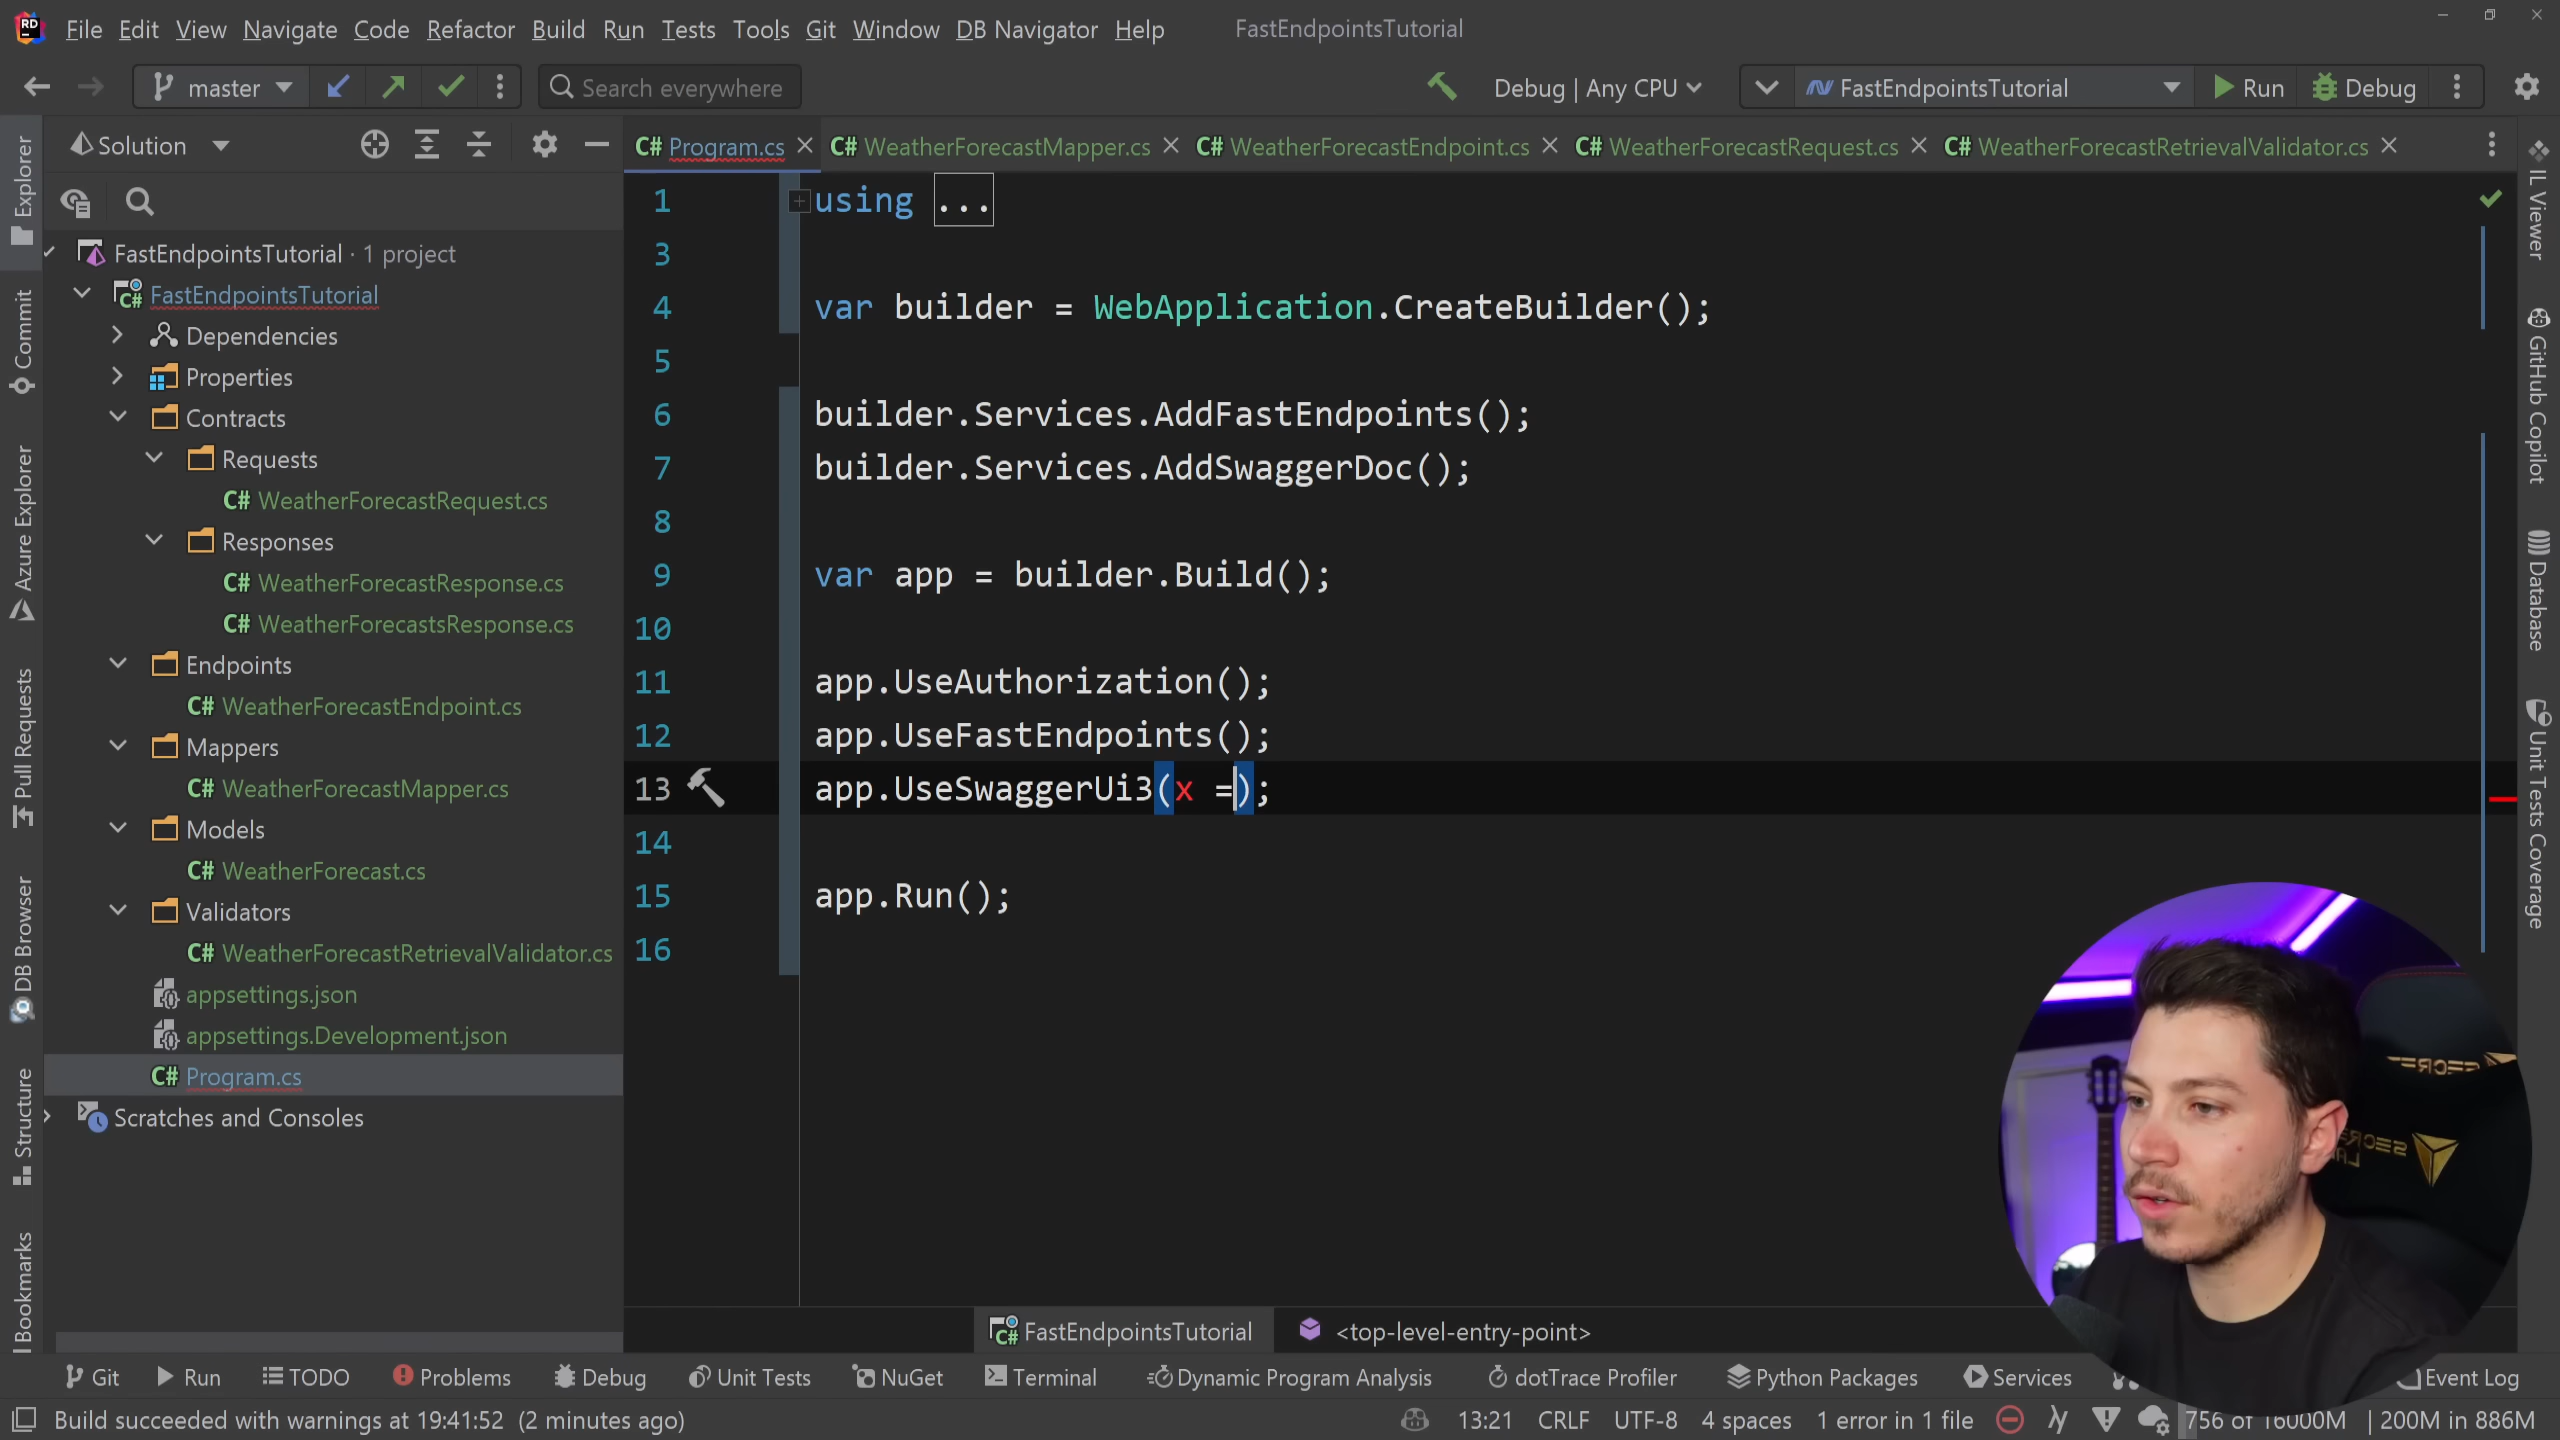 RD File Edit View Navigate Code Refactor Build Run Tests Tools Git Window DB Navigator Help FastEndpointsTutorial
master Search everywhere Debug | Any CPU FastEndpointsTutorial Run Debug
Solution
Program.cs
C# WeatherForecastMapper.cs
C# WeatherForecastEndpoint.cs
C# WeatherForecastRequest.cs
C# WeatherForecastRetrievalValidator.cs
Explorer
Commit
Azure Explorer
Pull Requests
DB Browser
Structure
Bookmarks
FastEndpointsTutorial · 1 project
C# FastEndpointsTutorial
Dependencies
Properties
Contracts
Requests
C# WeatherForecastRequest.cs
Responses
C# WeatherForecastResponse.cs
C# WeatherForecastsResponse.cs
Endpoints
C# WeatherForecastEndpoint.cs
Mappers
C# WeatherForecastMapper.cs
Models
C# WeatherForecast.cs
Validators
C# WeatherForecastRetrievalValidator.cs
appsettings.json
appsettings.Development.json
C# Program.cs
Scratches and Consoles
1 using ...
3
4 var builder = WebApplication.CreateBuilder();
5
6 builder.Services.AddFastEndpoints();
7 builder.Services.AddSwaggerDoc();
8
9 var app = builder.Build();
10
11 app.UseAuthorization();
12 app.UseFastEndpoints();
13 app.UseSwaggerUi3(x =);
14
15 app.Run();
16
IL Viewer
GitHub Copilot
Database
Unit Tests Coverage
C# FastEndpointsTutorial <top-level-entry-point>
Git Run TODO Problems Debug Unit Tests NuGet Terminal Dynamic Program Analysis dotTrace Profiler Python Packages Services Event Log
Build succeeded with warnings at 19:41:52 (2 minutes ago) 13:21 CRLF UTF-8 4 spaces 1 error in 1 file 756 of 16000M 200M in 886M